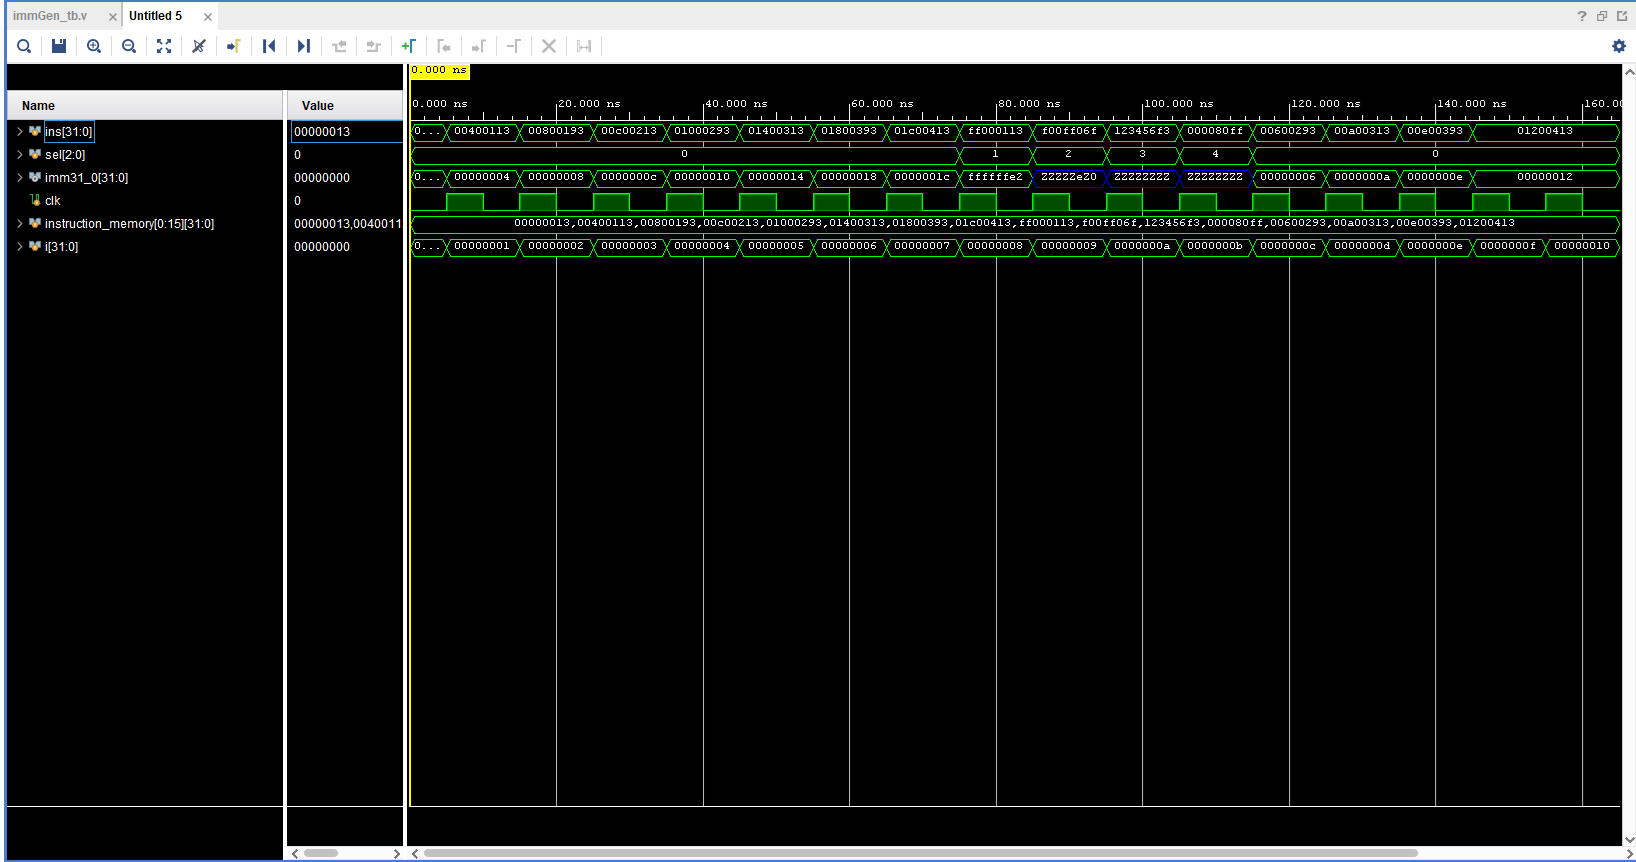 immGen_tb.v Untitled 5
0.000 ns
Name Value
0.000 ns 20.000 ns 40.000 ns 60.000 ns 80.000 ns 100.000 ns 120.000 ns 140.000 ns 160.0
ins[31:0] 00000013 0... 00400113 00800193 00c00213 01000293 01400313 01800393 01c00413 ff000113 f00ff06f 123456f3 000080ff 00600293 00a00313 00e00393 01200413
sel[2:0] 0 0 1 2 3 4 0
imm31_0[31:0] 00000000 0... 00000004 00000008 0000000c 00000010 00000014 00000018 0000001c ffffffe2 ZZZZZe20 ZZZZZZZZ ZZZZZZZZ 00000006 0000000a 0000000e 00000012
clk 0
instruction_memory[0:15][31:0] 00000013,0040011 00000013,00400113,00800193,00c00213,01000293,01400313,01800393,01c00413,ff000113,f00ff06f,123456f3,000080ff,00600293,00a00313,00e00393,01200413
i[31:0] 00000000 0... 00000001 00000002 00000003 00000004 00000005 00000006 00000007 00000008 00000009 0000000a 0000000b 0000000c 0000000d 0000000e 0000000f 00000010